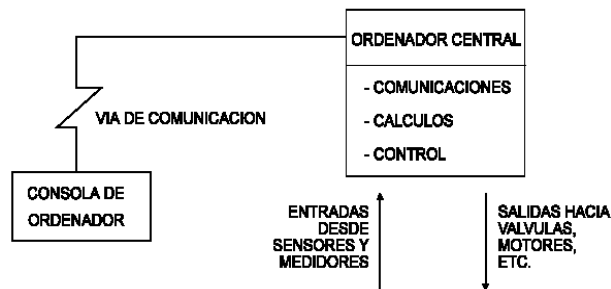 ORDENADOR CENTRAL
- COMUNICACIONES
- CALCULOS
- CONTROL
VIA DE COMUNICACION
CONSOLA DE
ORDENADOR
ENTRADAS
DESDE
SENSORES Y
MEDIDORES
SALIDAS HACIA
VALVULAS,
MOTORES,
ETC.